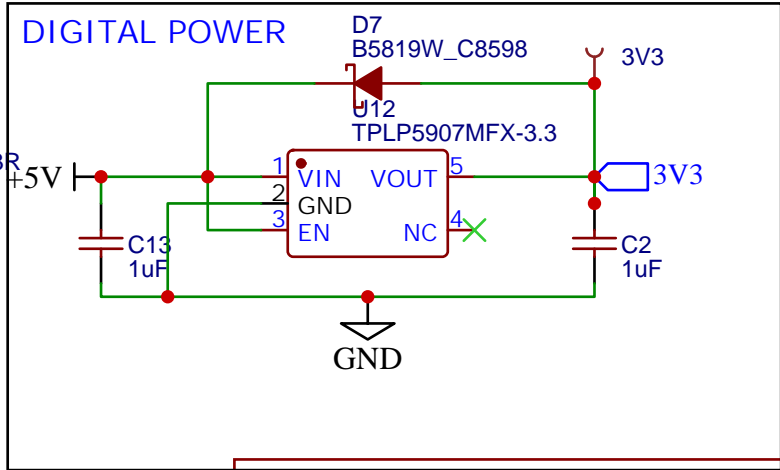 DIGITAL POWER
D7
B5819W_C8598
3V3
U12
TPLP5907MFX-3.3
+5V
1
VIN
VOUT
5
3V3
2
GND
3
EN
NC
4
C13
1uF
C2
1uF
GND